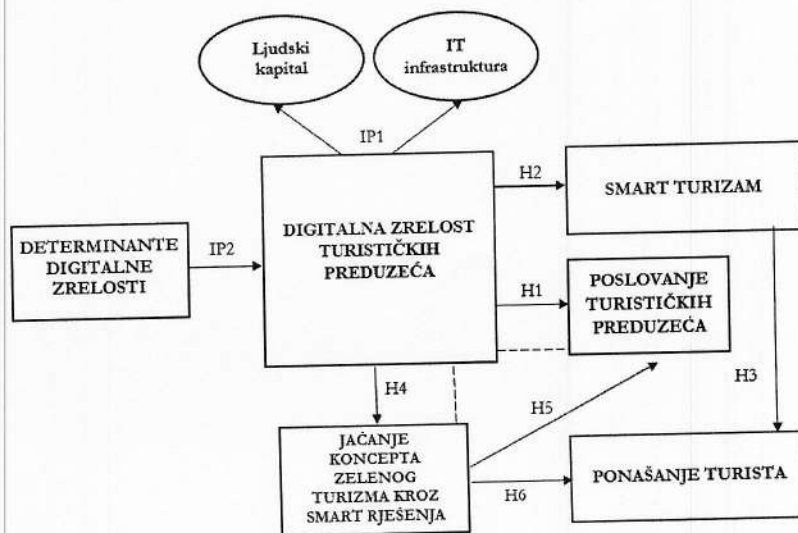 Ljudski
kapital
IT
infrastruktura
IP1
H2
SMART TURIZAM
DIGITALNA ZRELOST
TURISTIČKIH
PREDUZEĆA
DETERMINANTE
DIGITALNE
ZRELOSTI
IP2
H1
POSLOVANJE
TURISTIČKIH
PREDUZEĆA
H3
H4
H5
JAČANJE
KONCEPTA
ZELENOG
TURIZMA KROZ
SMART RJEŠENJA
H6
PONAŠANJE TURISTA